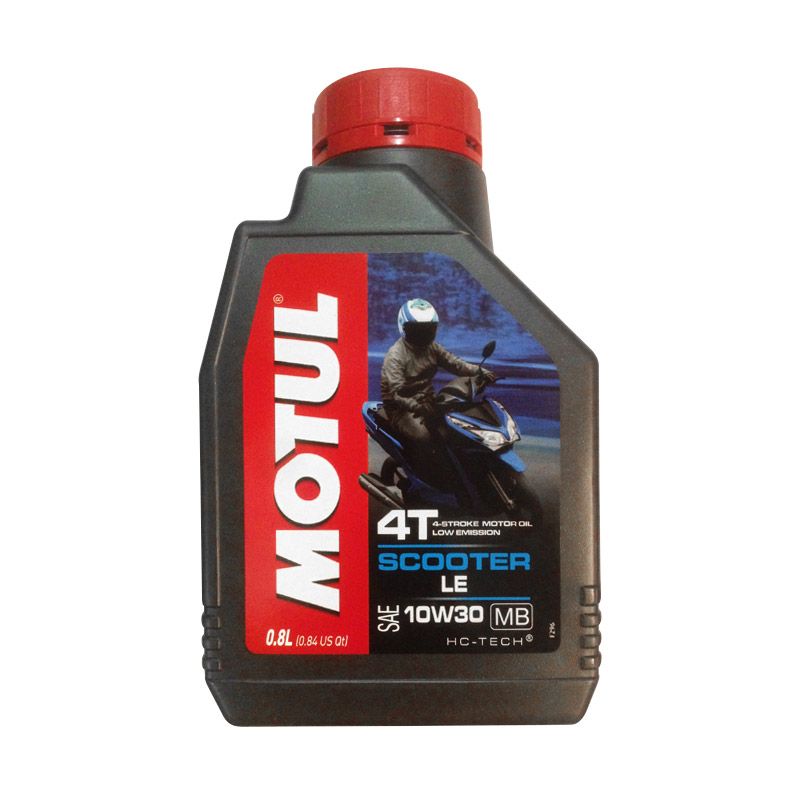 MOTUL®
4T 4-STROKE MOTOR OIL
LOW EMISSION
SCOOTER
LE
SAE 10W30 MB
HC-TECH®
0.8L (0.84 US Qt)
F296